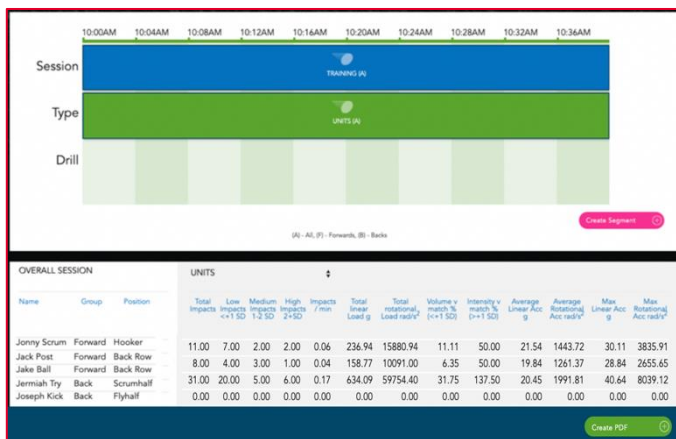 10:00AM 10:04AM 10:08AM 10:12AM 10:16AM 10:20AM 10:24AM 10:28AM 10:32AM 10:36AM
Session
TRAINING (A)
Type
UNITS (A)
Drill
Create Segment
(A) - All, (F) - Forwards, (B) - Backs
OVERALL SESSION UNITS
Name Group Position Total Impacts Low Impacts <+1 SD Medium Impacts 1-2 SD High Impacts 2+SD Impacts / min Total linear Load g Total rotational Load rad/s² Volume v match % (<+1 SD) Intensity v match % (>+1 SD) Average Linear Acc g Average Rotational Acc rad/s² Max Linear Acc g Max Rotational Acc rad/s²
Jonny Scrum Forward Hooker 11.00 7.00 2.00 2.00 0.06 236.94 15880.94 11.11 50.00 21.54 1443.72 30.11 3835.91
Jack Post Forward Back Row 8.00 4.00 3.00 1.00 0.04 158.77 10091.00 6.35 50.00 19.84 1261.37 28.84 2655.65
Jake Ball Forward Back Row
Jermiah Try Back Scrumhalf 31.00 20.00 5.00 6.00 0.17 634.09 59754.40 31.75 137.50 20.45 1991.81 40.64 8039.12
Joseph Kick Back Flyhalf 0.00 0.00 0.00 0.00 0.00 0.00 0.00 0.00 0.00 0.00 0.00 0.00 0.00
Create PDF